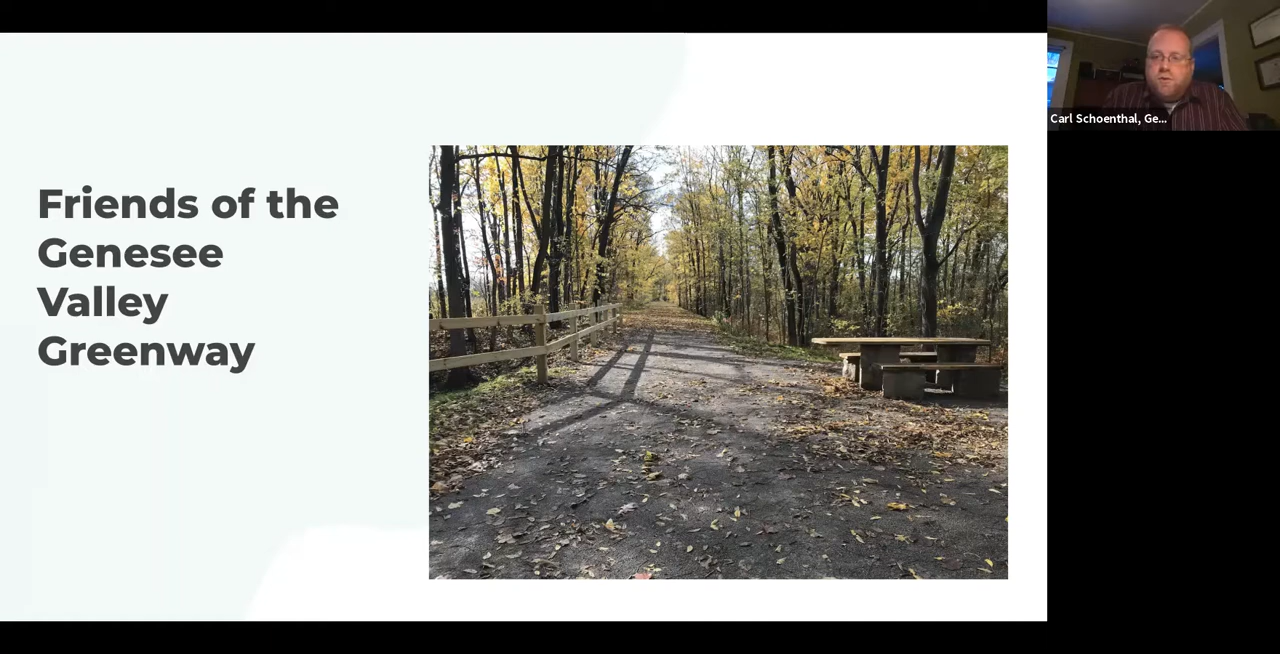 Friends of the
Genesee
Valley
Greenway
Carl Schoenthal, Ge...